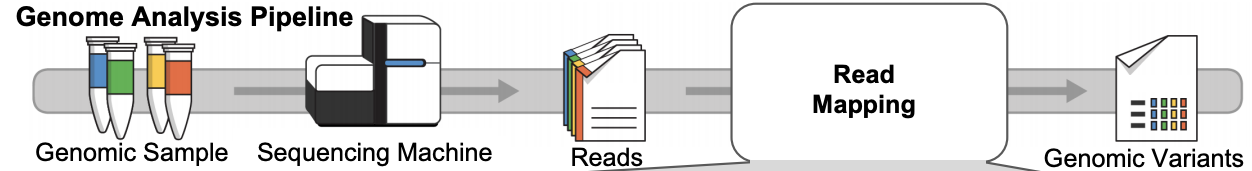 Genome Analysis Pipeline
Genomic Sample
Sequencing Machine
Reads
Read
Mapping
Genomic Variants